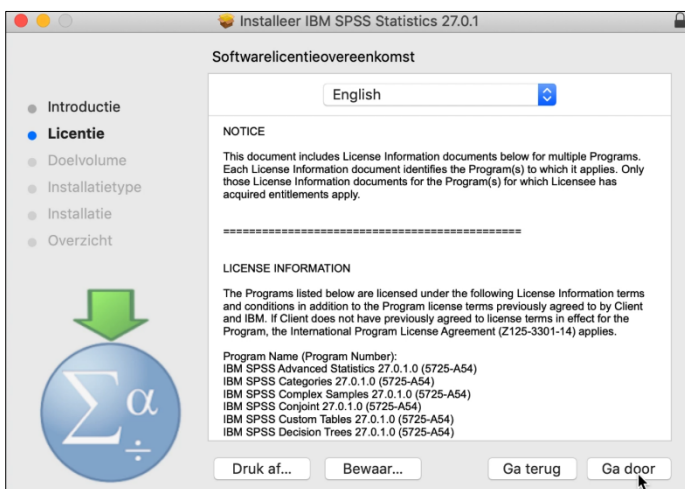 Installeer IBM SPSS Statistics 27.0.1
Softwarelicentieovereenkomst
Introductie
Licentie
Doelvolume
Installatietype
Installatie
Overzicht
English
NOTICE
This document includes License Information documents below for multiple Programs.
Each License Information document identifies the Program(s) to which it applies. Only
those License Information documents for the Program(s) for which Licensee has
acquired entitlements apply.
==============================================
LICENSE INFORMATION
The Programs listed below are licensed under the following License Information terms
and conditions in addition to the Program license terms previously agreed to by Client
and IBM. If Client does not have previously agreed to license terms in effect for the
Program, the International Program License Agreement (Z125-3301-14) applies.
Program Name (Program Number):
IBM SPSS Advanced Statistics 27.0.1.0 (5725-A54)
IBM SPSS Categories 27.0.1.0 (5725-A54)
IBM SPSS Complex Samples 27.0.1.0 (5725-A54)
IBM SPSS Conjoint 27.0.1.0 (5725-A54)
IBM SPSS Custom Tables 27.0.1.0 (5725-A54)
IBM SPSS Decision Trees 27.0.1.0 (5725-A54)
Σ α ÷
Druk af... Bewaar... Ga terug Ga door